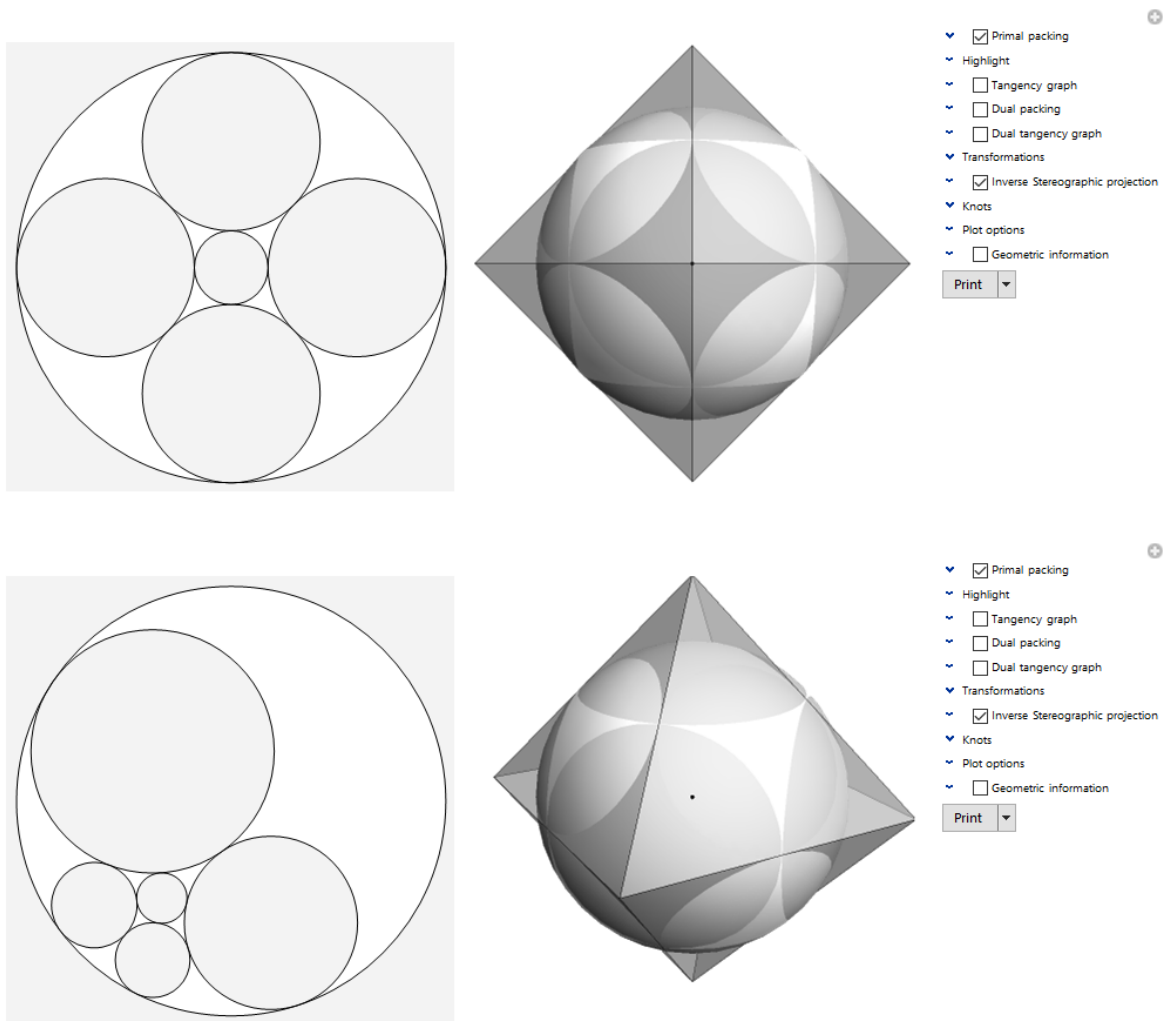 Primal packing
Highlight
Tangency graph
Dual packing
Dual tangency graph
Transformations
Inverse Stereographic projection
Knots
Plot options
Geometric information
Print
Primal packing
Highlight
Tangency graph
Dual packing
Dual tangency graph
Transformations
Inverse Stereographic projection
Knots
Plot options
Geometric information
Print